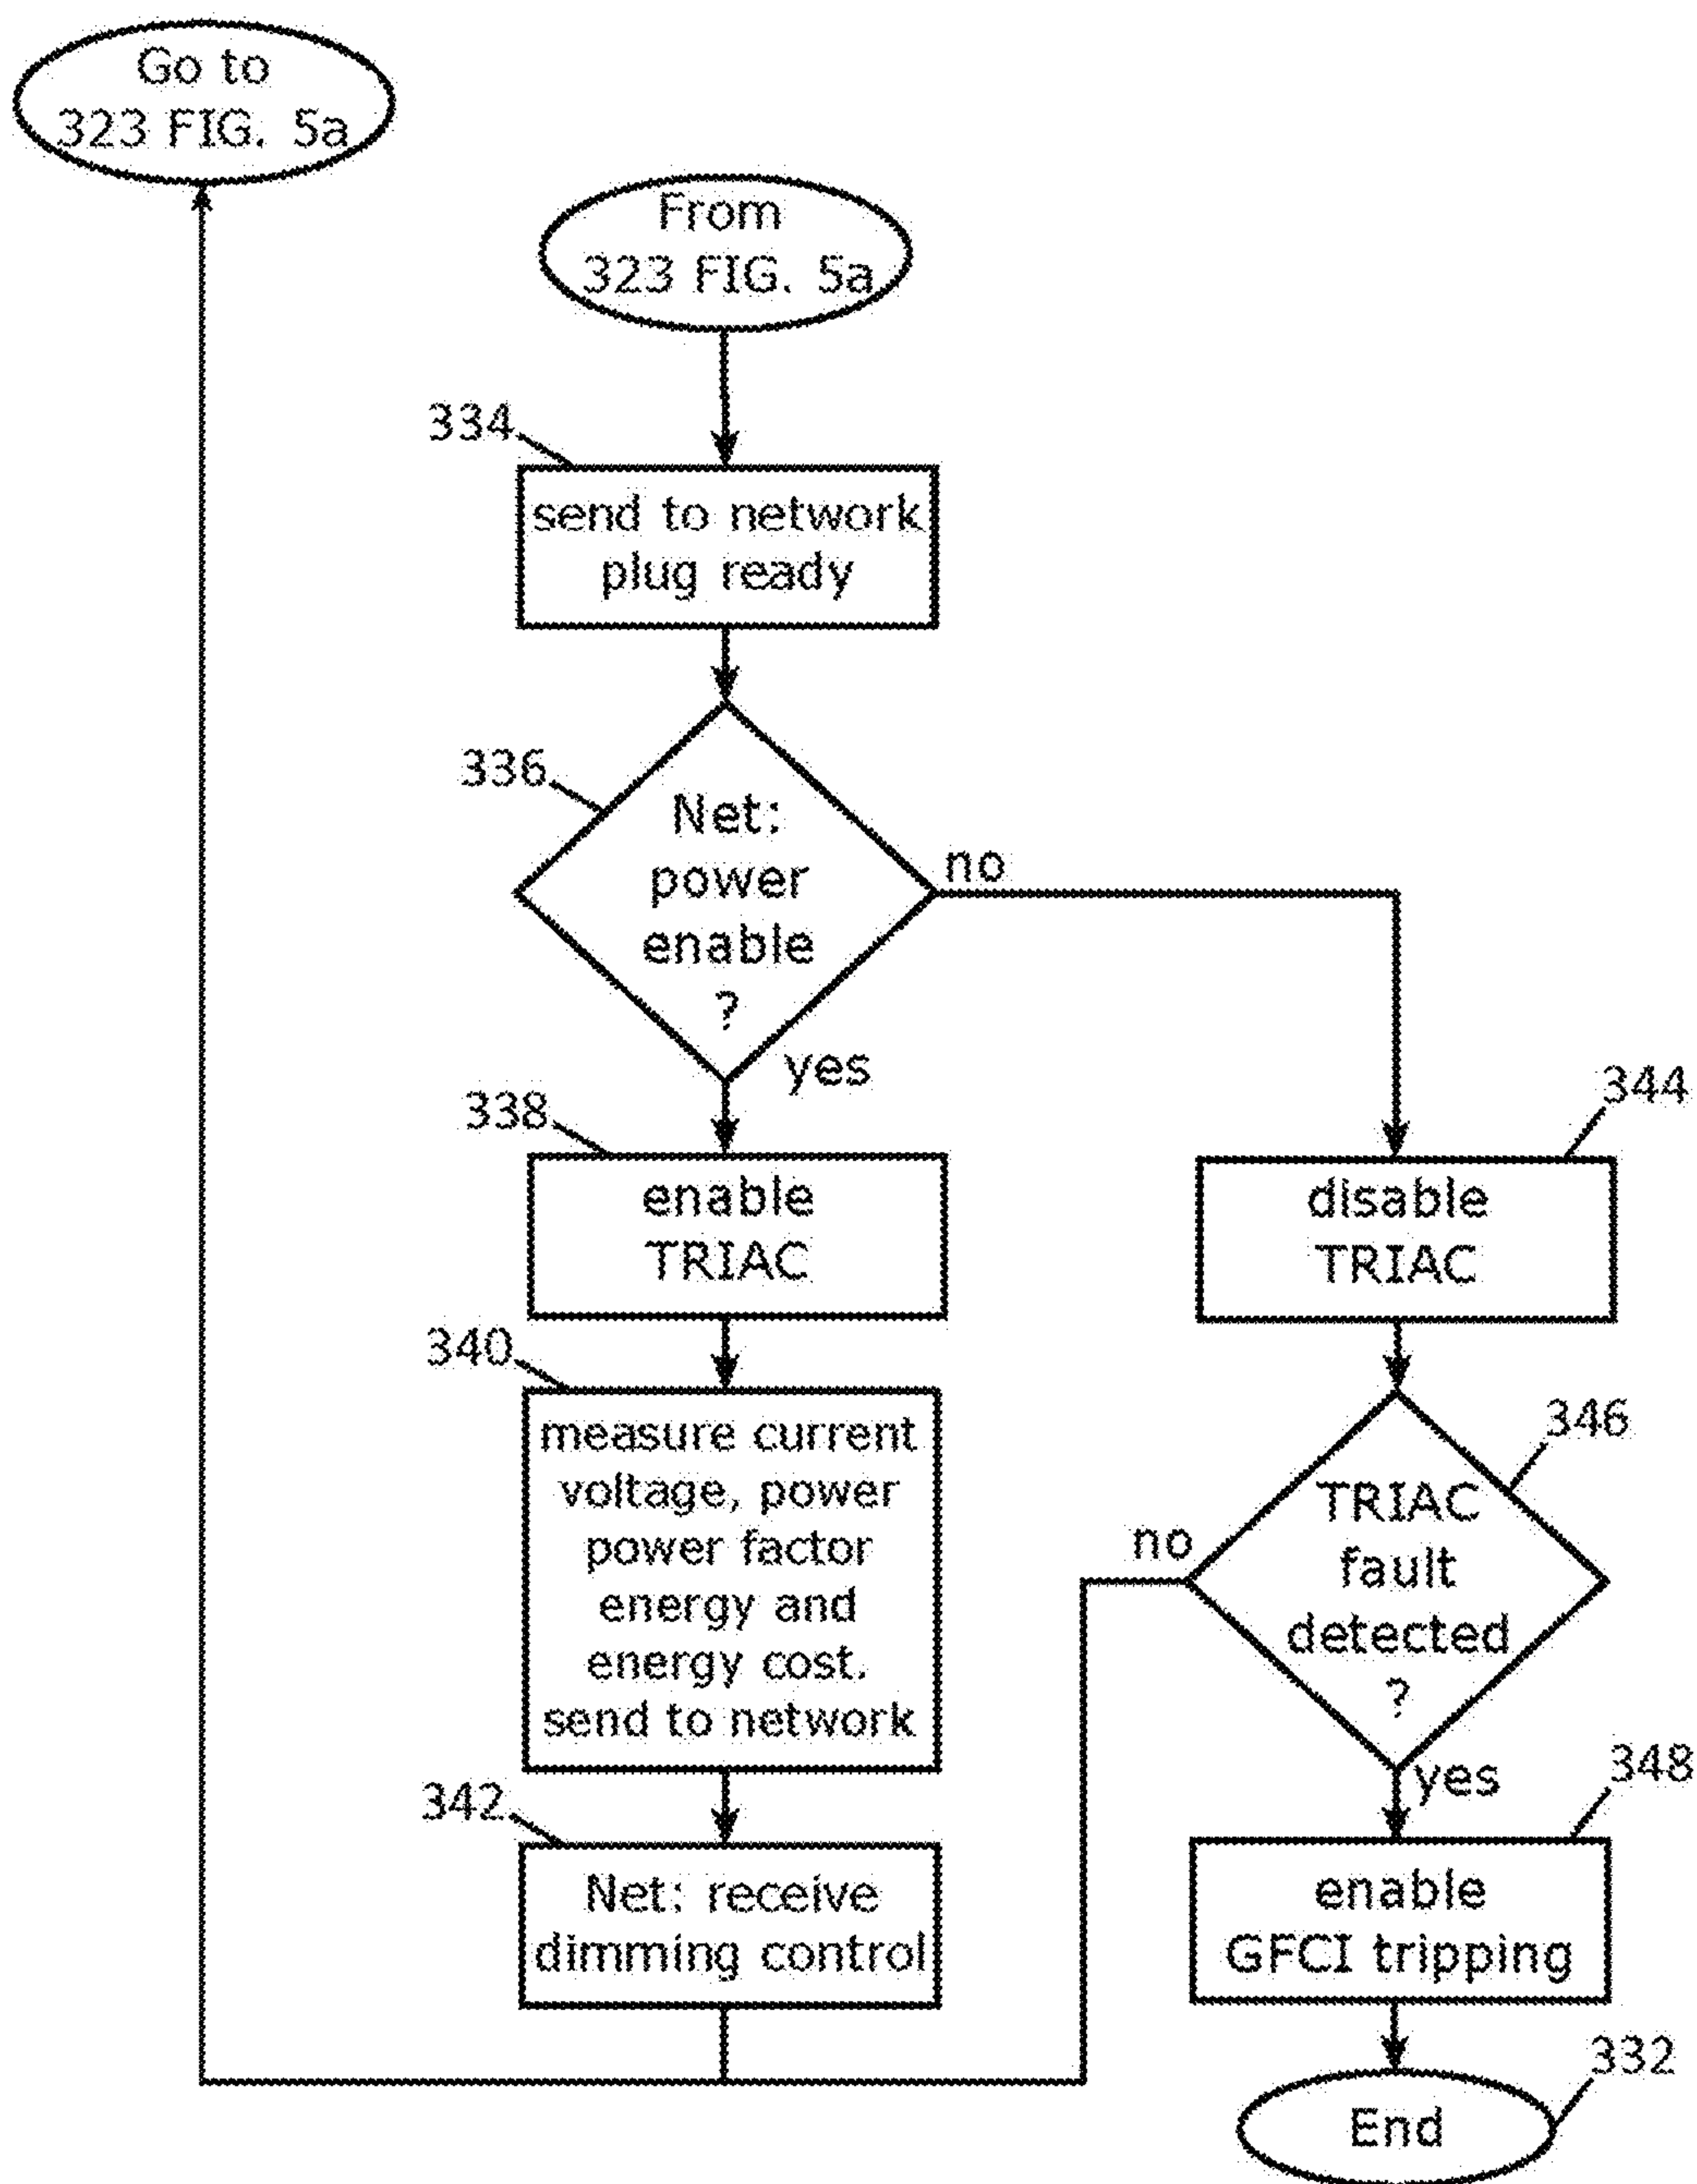 Go to
323 FIG. 5a
From
323 FIG. 5a
334
send to network
plug ready
336
Net:
power
enable
?
no
yes
338
enable
TRIAC
344
disable
TRIAC
340
measure current
voltage, power
power factor
energy and
energy cost.
send to network
346
TRIAC
fault
detected
?
no
yes
342
Net: receive
dimming control
348
enable
GFCI tripping
332
End